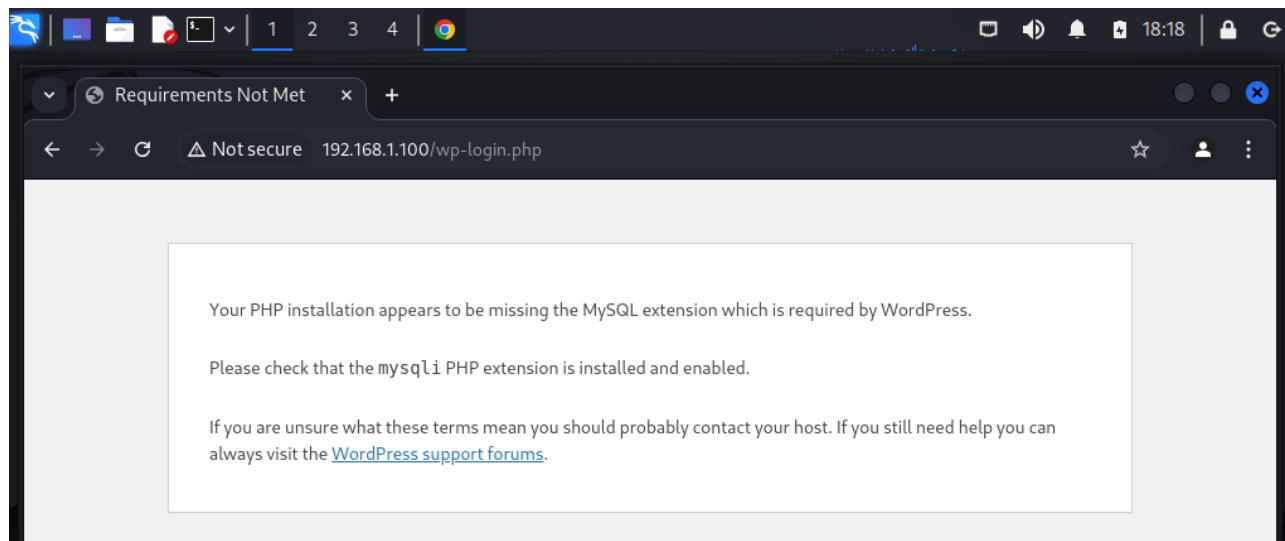 1 2 3 4 18:18
Requirements Not Met
Not secure 192.168.1.100/wp-login.php
Your PHP installation appears to be missing the MySQL extension which is required by WordPress.
Please check that the mysqli PHP extension is installed and enabled.
If you are unsure what these terms mean you should probably contact your host. If you still need help you can
always visit the WordPress support forums.